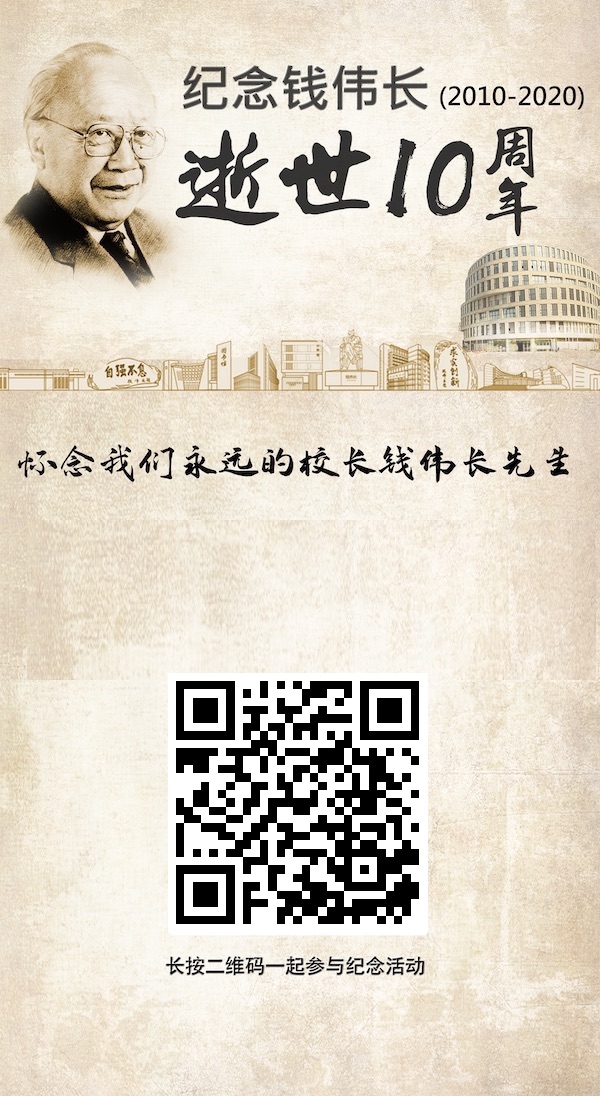 纪念钱伟长(2010-2020)
逝世10周年
自强不息
求实创新
怀念我们永远的校长钱伟长先生
长按二维码一起参与纪念活动